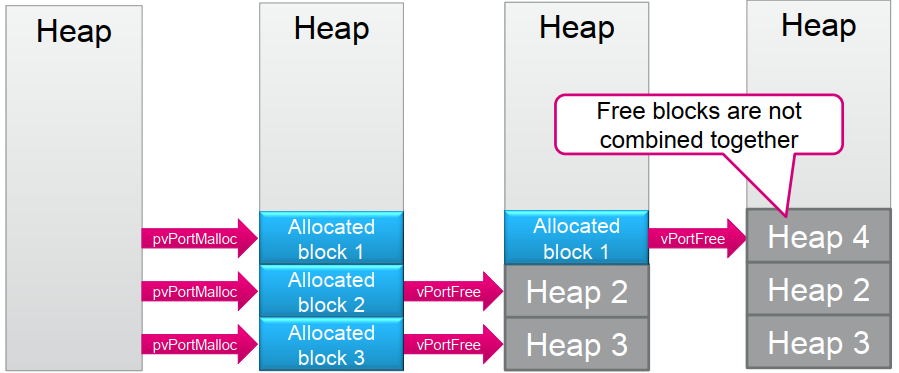 Heap
Heap
Heap
Heap
Free blocks are not
combined together
pvPortMalloc
Allocated
block 1
Allocated
block 1
vPortFree
Heap 4
pvPortMalloc
Allocated
block 2
vPortFree
Heap 2
Heap 2
pvPortMalloc
Allocated
block 3
vPortFree
Heap 3
Heap 3